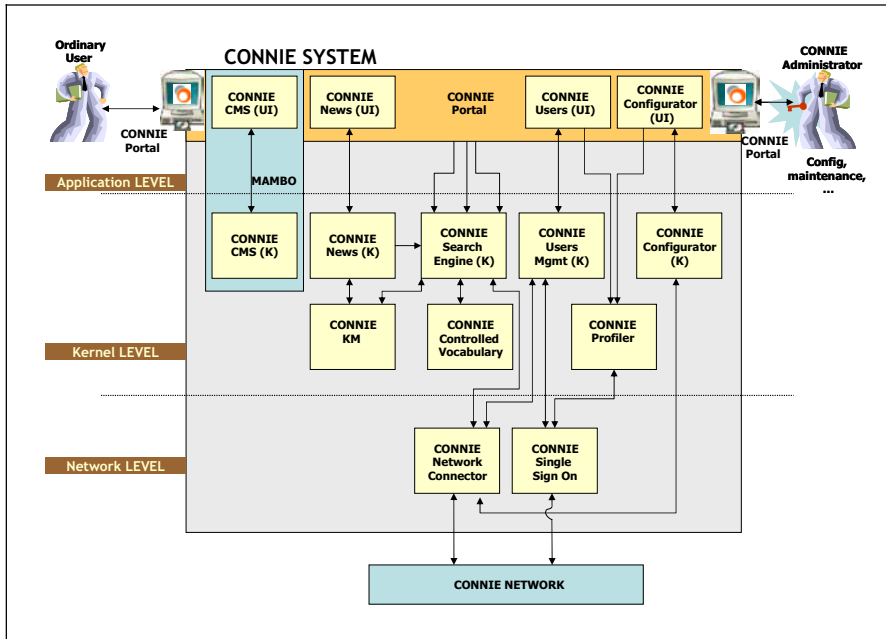 Ordinary
User
CONNIE SYSTEM
CONNIE
Administrator
CONNIE
CMS (UI)
CONNIE
News (UI)
CONNIE
Portal
CONNIE
Users (UI)
CONNIE
Configurator
(UI)
CONNIE
Portal
CONNIE
Portal
Config,
maintenance,
...
Application LEVEL
MAMBO
CONNIE
CMS (K)
CONNIE
News (K)
CONNIE
Search
Engine (K)
CONNIE
Users
Mgmt (K)
CONNIE
Configurator
(K)
CONNIE
KM
CONNIE
Controlled
Vocabulary
CONNIE
Profiler
Kernel LEVEL
CONNIE
Network
Connector
CONNIE
Single
Sign On
Network LEVEL
CONNIE NETWORK